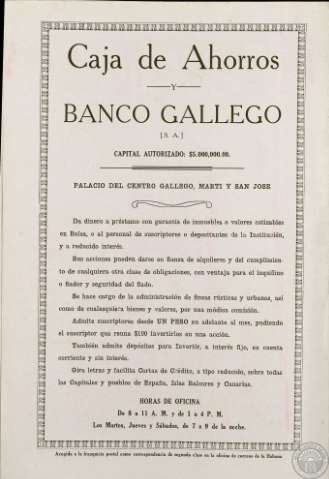 Caja de Ahorros
Y
BANCO GALLEGO
[S. A.]
CAPITAL AUTORIZADO: $5.000,000.00.
PALACIO DEL CENTRO GALLEGO, MARTI Y SAN JOSE
Da dinero a préstamo con garantía de inmuebles o valores cotizables
en Bolsa, o al personal de suscriptores o depositantes de la Institución,
y a reducido interés.
Sus acciones pueden darse en fianza de alquileres y del cumplimiento
de cualquiera otra clase de obligaciones, con ventaja para el inquilino
o fiador y seguridad del fiado.
Se hace cargo de la administración de fincas rústicas y urbanas, así
como de cualesquiera bienes y valores, por una módica comisión.
Admite suscriptores desde UN PESO en adelante al mes, pudiendo
el suscriptor que reuna $100 invertirlos en una acción.
También admite depósitos para Invertir, a interés fijo, en cuenta
corriente y sin interés.
Gira letras y facilita Cartas de Crédito, a tipo reducido, sobre todas
las Capitales y pueblos de España, Islas Baleares y Canarias.
HORAS DE OFICINA
De 8 a 11 A. M. y de 1 a 4 P. M.
Los Martes, Jueves y Sábados, de 7 a 9 de la noche.
Acogida a la franquicia postal como correspondencia de segunda clase en la oficina de correos de la Habana.